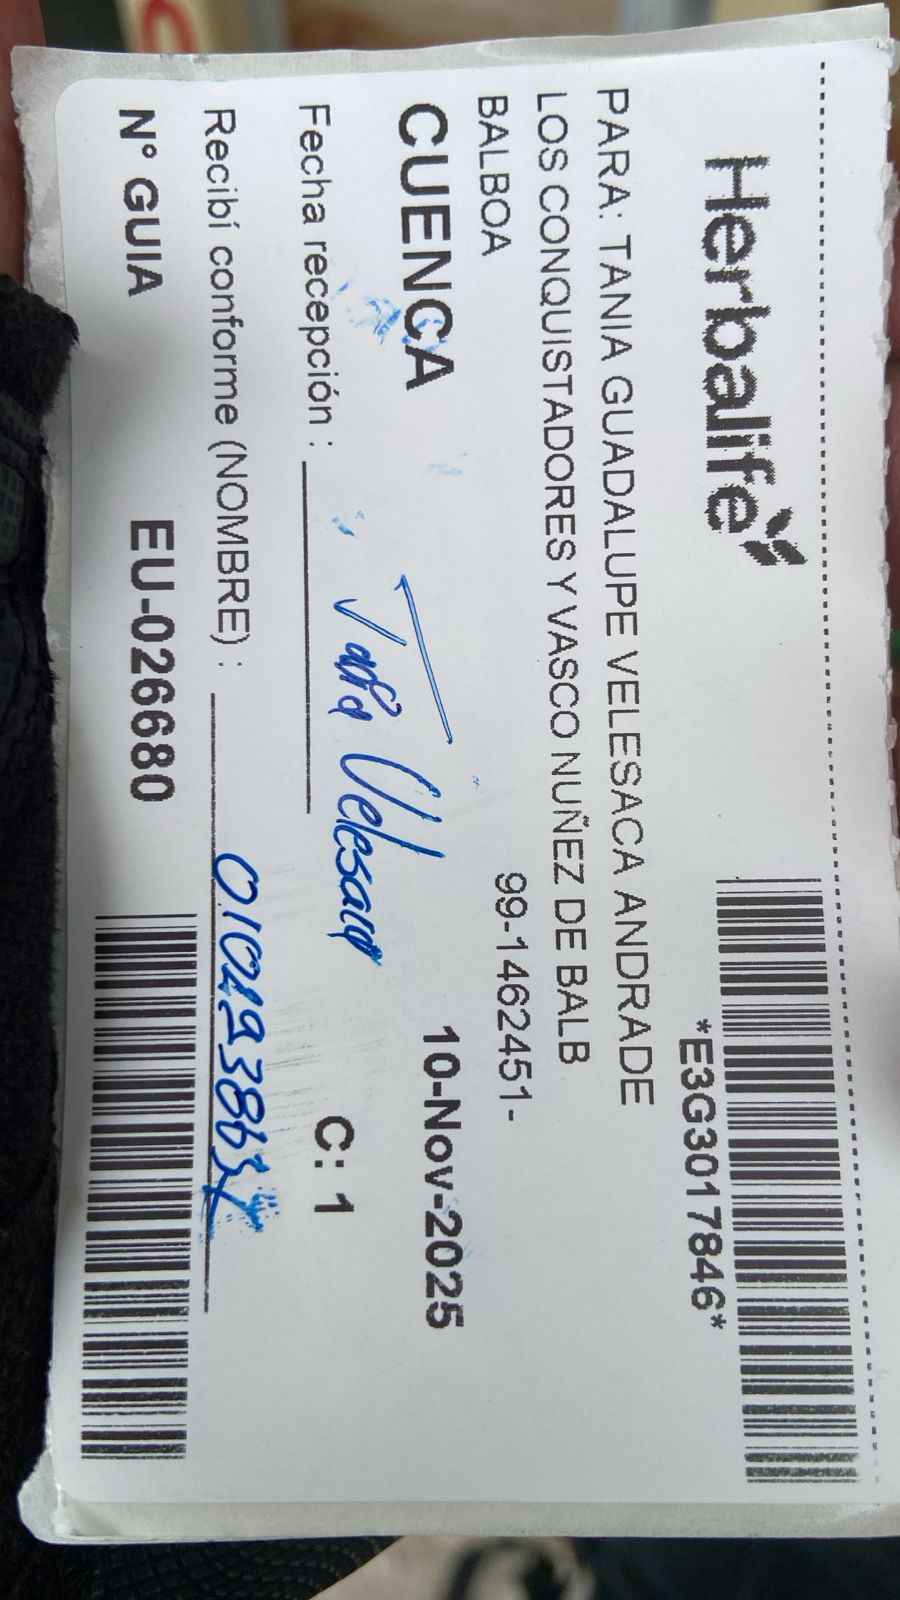 Herbalife
*E3G3017846*
PARA: TANIA GUADALUPE VELESACA ANDRADE
LOS CONQUISTADORES Y VASCO NUÑEZ DE BALB
BALBOA
99-1462451-
CUENCA
10-Nov-2025
Tania Velesaca
Fecha recepción :
C: 1
Recibí conforme (NOMBRE) :
N° GUIA
EU-026680